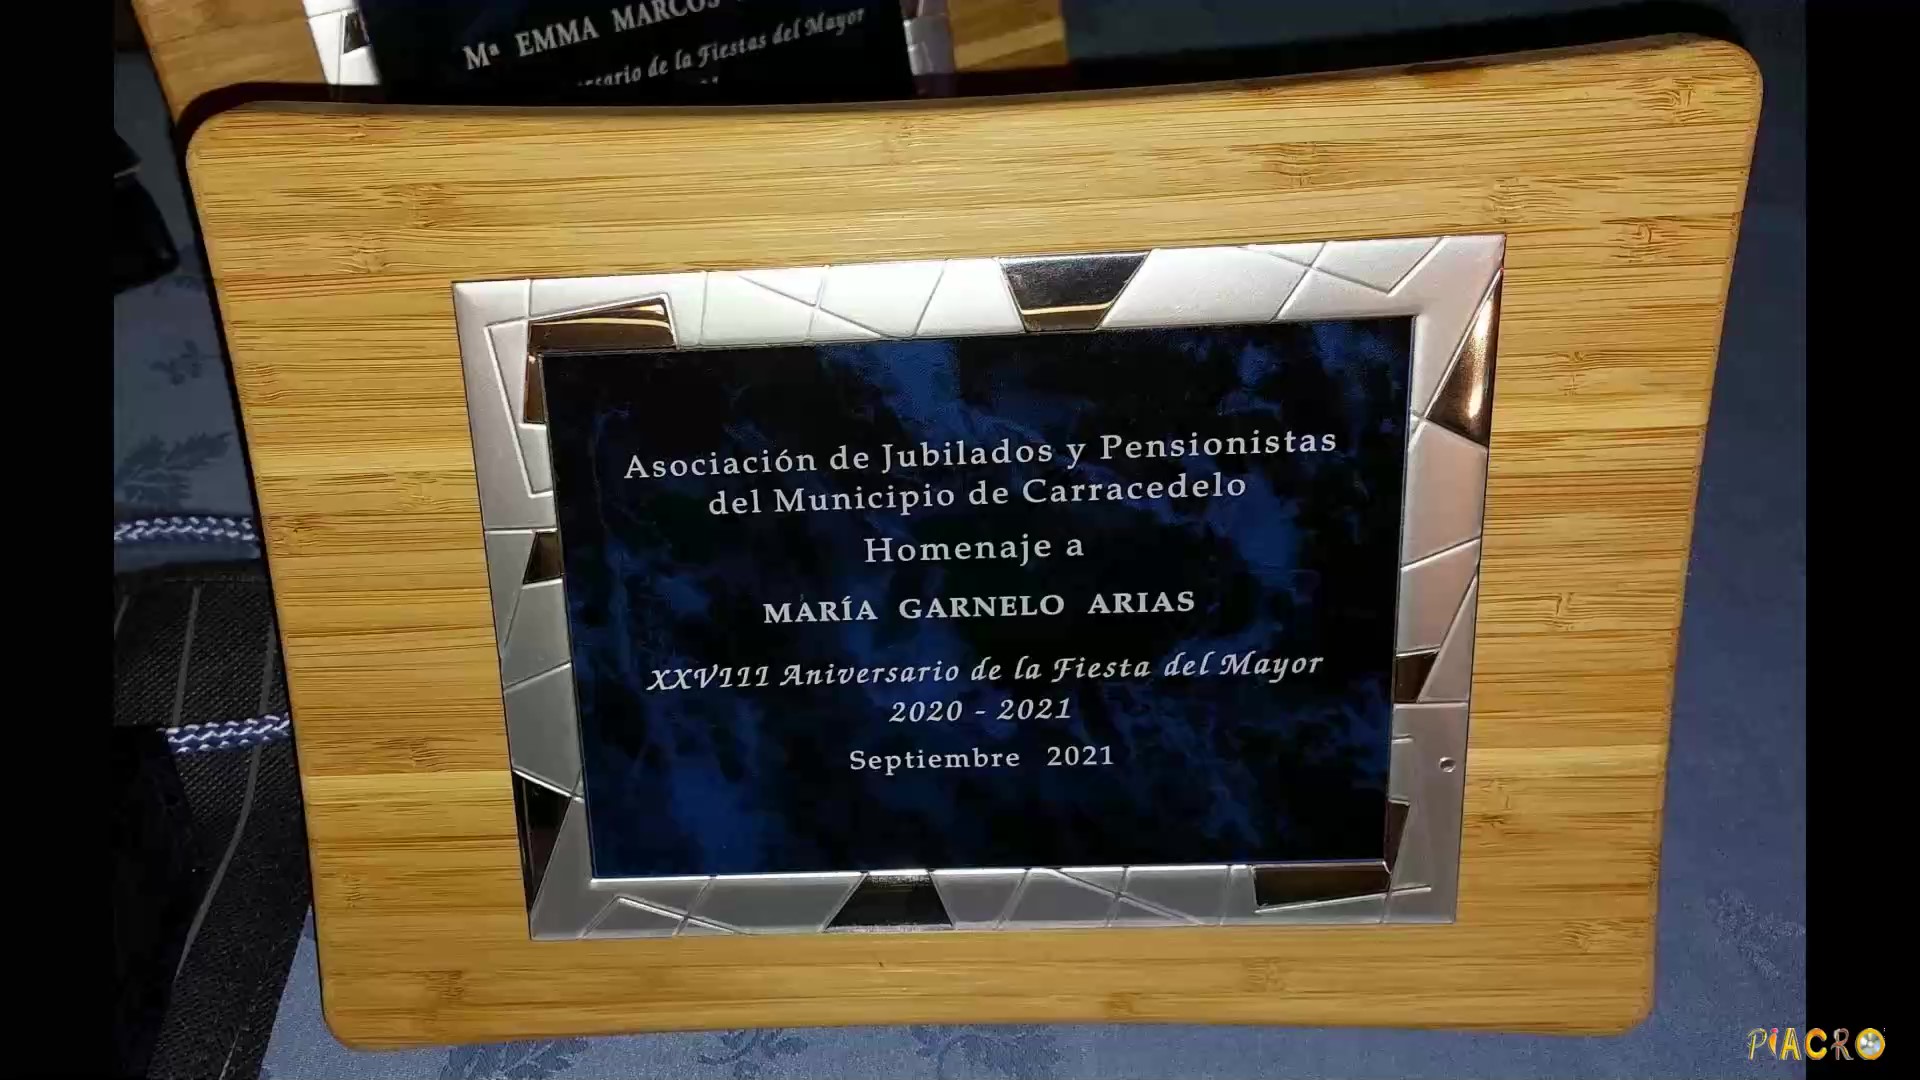 Mª EMMA MARCOS
de la Fiestas del Mayor
Asociación de Jubilados y Pensionistas
del Municipio de Carracedelo
Homenaje a
MARÍA GARNELO ARIAS
XXVIII Aniversario de la Fiesta del Mayor
2020 - 2021
Septiembre 2021
PIACRO